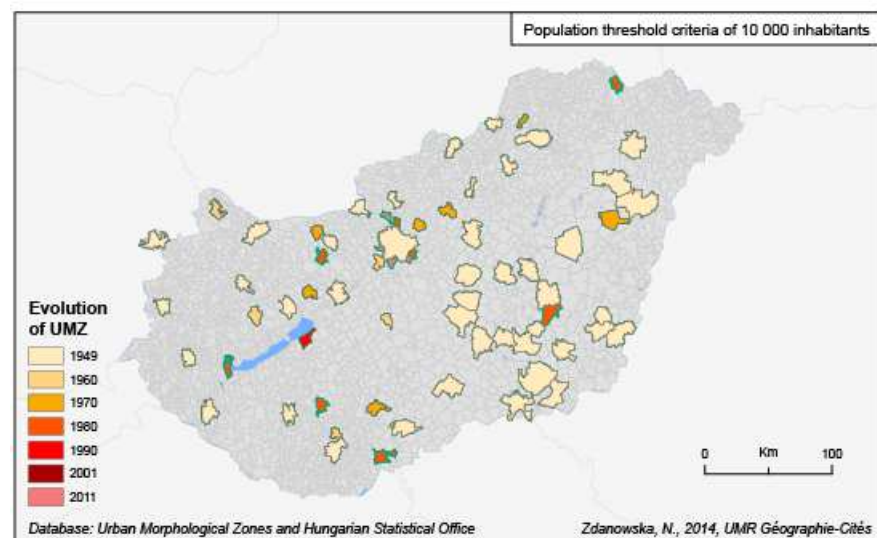 Population threshold criteria of 10 000 inhabitants
Evolution
of UMZ
1949
1960
1970
1980
1990
2001
2011
0 Km 100
Database: Urban Morphological Zones and Hungarian Statistical Office
Zdanowska, N., 2014, UMR Géographie-Cités